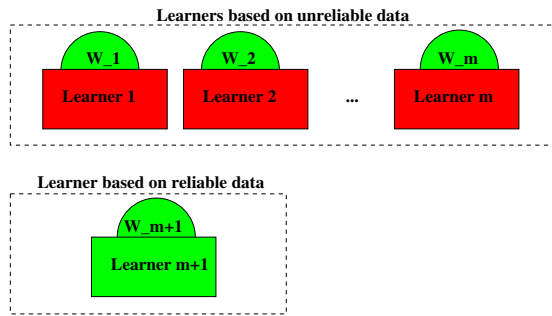 Learners based on unreliable data
W_1 W_2 W_m
Learner 1 Learner 2 ... Learner m
Learner based on reliable data
W_m+1
Learner m+1